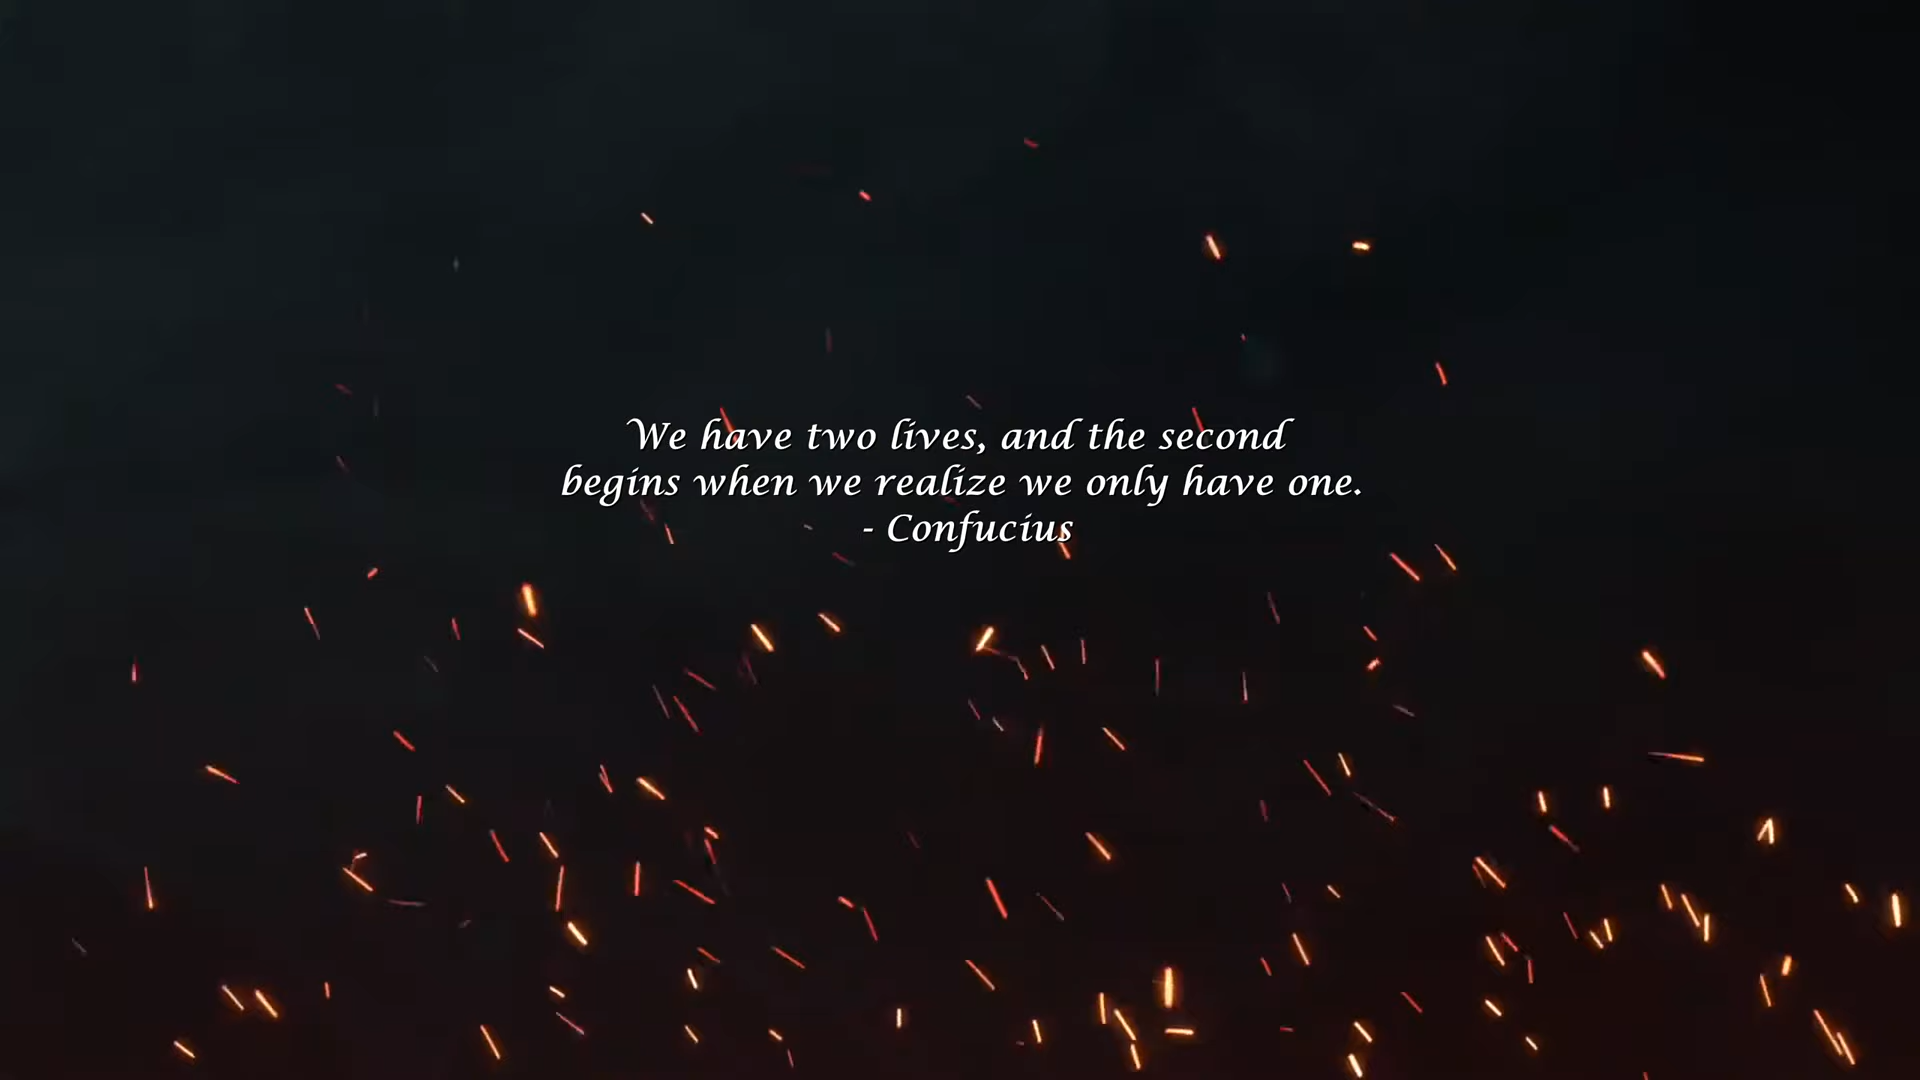 We have two lives, and the second
begins when we realize we only have one.
- Confucius